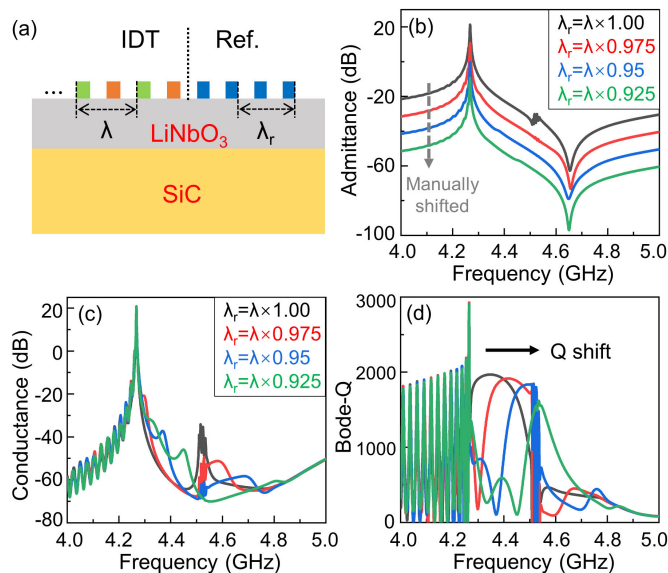 (a)
IDT
Ref.
...
λ
λr
LiNbO3
SiC
(b)
λr=λ×1.00
λr=λ×0.975
λr=λ×0.95
λr=λ×0.925
Manually
shifted
Admittance (dB)
20
-20
-60
-100
4.0 4.2 4.4 4.6 4.8 5.0
Frequency (GHz)
(c)
λr=λ×1.00
λr=λ×0.975
λr=λ×0.95
λr=λ×0.925
Conductance (dB)
20
0
-20
-40
-60
-80
4.0 4.2 4.4 4.6 4.8 5.0
Frequency (GHz)
(d)
Q shift
Bode-Q
3000
2000
1000
0
4.0 4.2 4.4 4.6 4.8 5.0
Frequency (GHz)